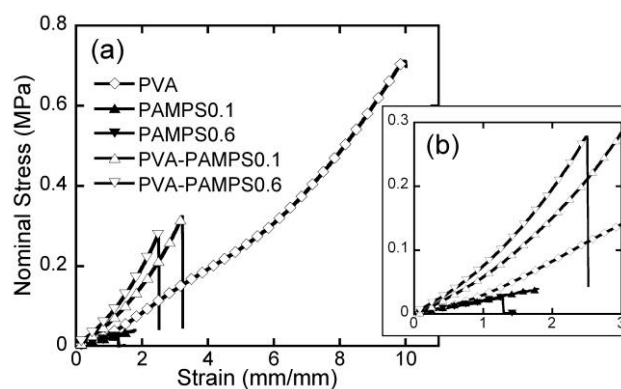 0.8
0.6
0.4
0.2
0
Nominal Stress (MPa)
(a)
PVA
PAMPS0.1
PAMPS0.6
PVA-PAMPS0.1
PVA-PAMPS0.6
0 2 4 6 8 10
Strain (mm/mm)
0.3
0.2
0.1
0
(b)
0 1 2 3